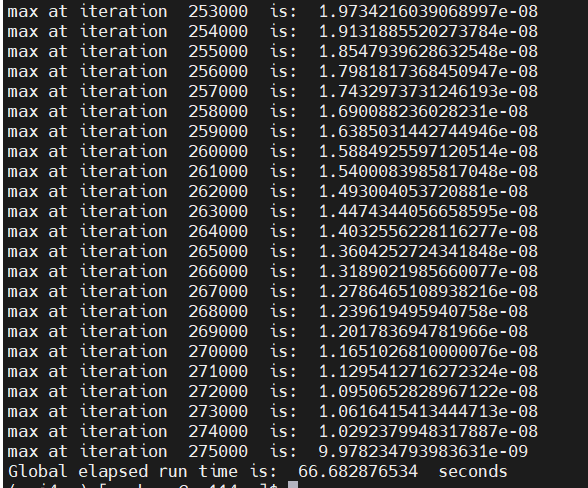 max at iteration  253000  is:  1.9734216039068997e-08
max at iteration  254000  is:  1.9131885520273784e-08
max at iteration  255000  is:  1.8547939628632548e-08
max at iteration  256000  is:  1.7981817368450947e-08
max at iteration  257000  is:  1.7432973731246193e-08
max at iteration  258000  is:  1.690088236028231e-08
max at iteration  259000  is:  1.6385031442744946e-08
max at iteration  260000  is:  1.5884925597120514e-08
max at iteration  261000  is:  1.5400083985817048e-08
max at iteration  262000  is:  1.493004053720881e-08
max at iteration  263000  is:  1.4474344056658595e-08
max at iteration  264000  is:  1.4032556228116277e-08
max at iteration  265000  is:  1.3604252724341848e-08
max at iteration  266000  is:  1.3189021985660077e-08
max at iteration  267000  is:  1.2786465108938216e-08
max at iteration  268000  is:  1.239619495940758e-08
max at iteration  269000  is:  1.201783694781966e-08
max at iteration  270000  is:  1.1651026810000076e-08
max at iteration  271000  is:  1.1295412716272324e-08
max at iteration  272000  is:  1.0950652828967122e-08
max at iteration  273000  is:  1.0616415413444713e-08
max at iteration  274000  is:  1.0292379948317887e-08
max at iteration  275000  is:  9.978234793983631e-09
Global elapsed run time is:  66.682876534  seconds